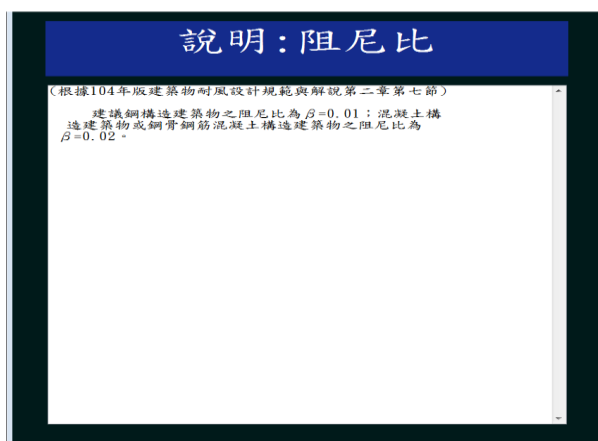 說明:阻尼比
(根據104年版建築物耐風設計規範與解說第二章第七節)
建議鋼構造建築物之阻尼比為β=0.01；混凝土構
造建築物或鋼骨鋼筋混凝土構造建築物之阻尼比為
β=0.02。